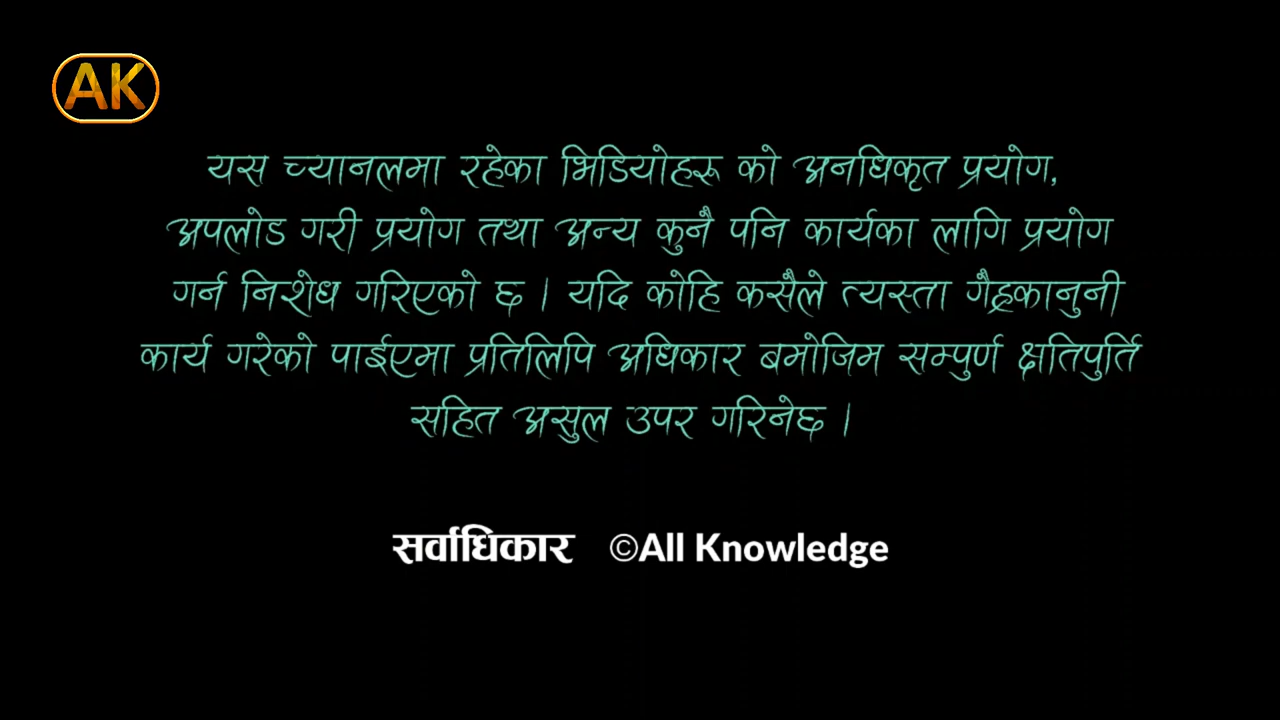 AK
यस च्यानलमा रहेका भिडियोहरू को अनधिकृत प्रयोग,
अपलोड गरी प्रयोग तथा अन्य कुनै पनि कार्यका लागि प्रयोग
गर्न निशेध गरिएको छ । यदि कोहि कसैले त्यस्ता गैह्रकानुनी
कार्य गरेको पाईएमा प्रतिलिपि अधिकार बमोजिम सम्पुर्ण क्षतिपुर्ति
सहित असुल उपर गरिनेछ ।
सर्वाधिकार ©All Knowledge